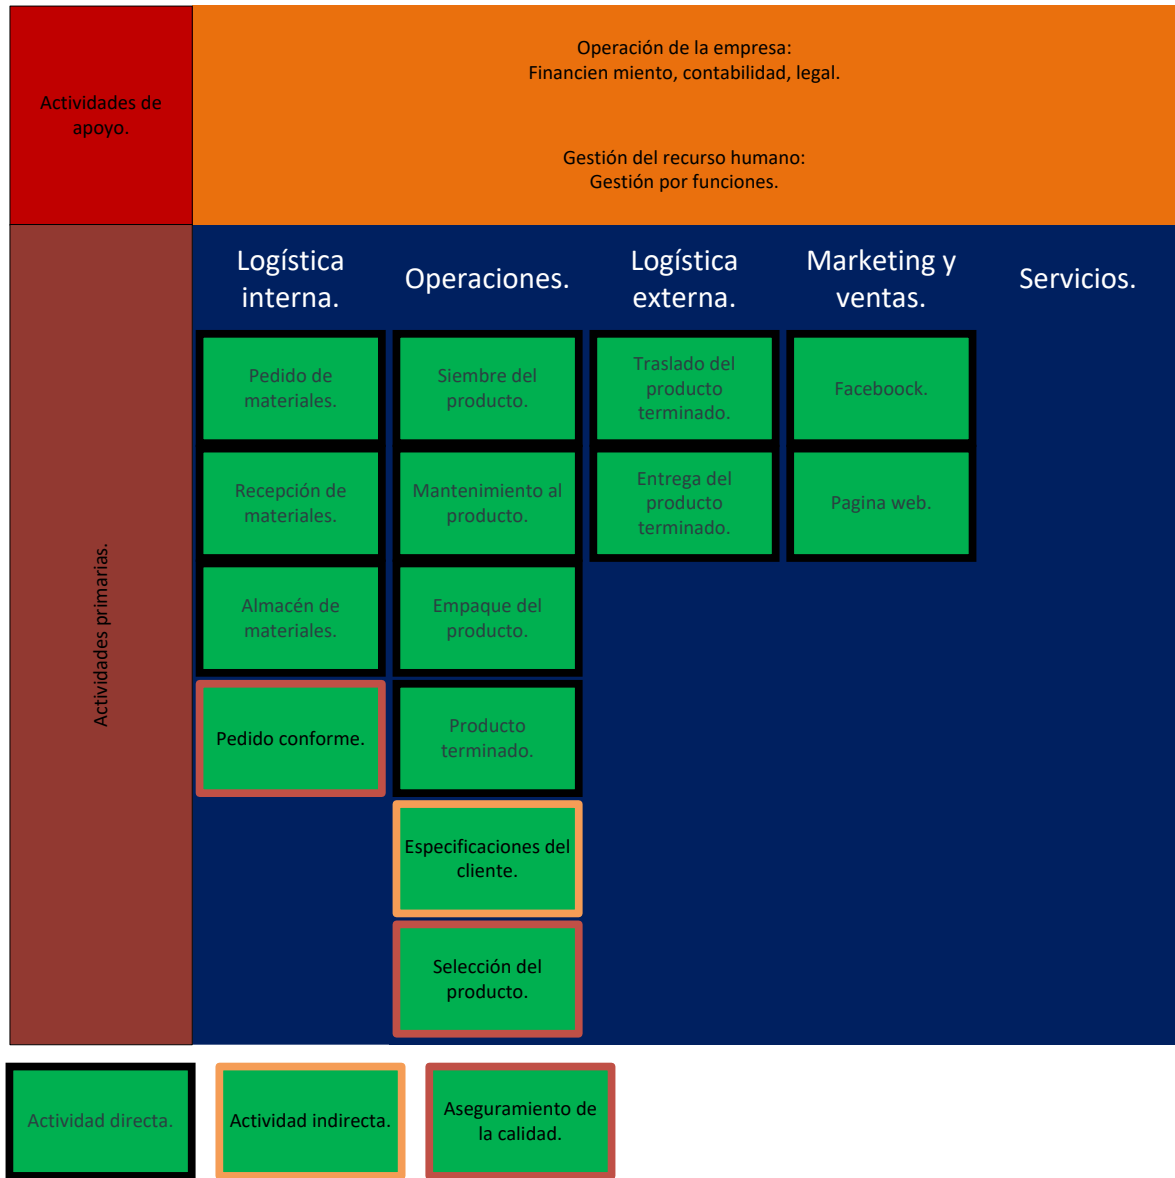 Operación de la empresa:
Financien miento, contabilidad, legal.
Actividades de
apoyo.
Gestión del recurso humano:
Gestión por funciones.
Actividades primarias.
Logística
interna.
Operaciones.
Logística
externa.
Marketing y
ventas.
Servicios.
Pedido de
materiales.
Siembre del
producto.
Traslado del
producto
terminado.
Faceboock.
Recepción de
materiales.
Mantenimiento al
producto.
Entrega del
producto
terminado.
Pagina web.
Almacén de
materiales.
Empaque del
producto.
Pedido conforme.
Producto
terminado.
Especificaciones del
cliente.
Selección del
producto.
Actividad directa.
Actividad indirecta.
Aseguramiento de
la calidad.